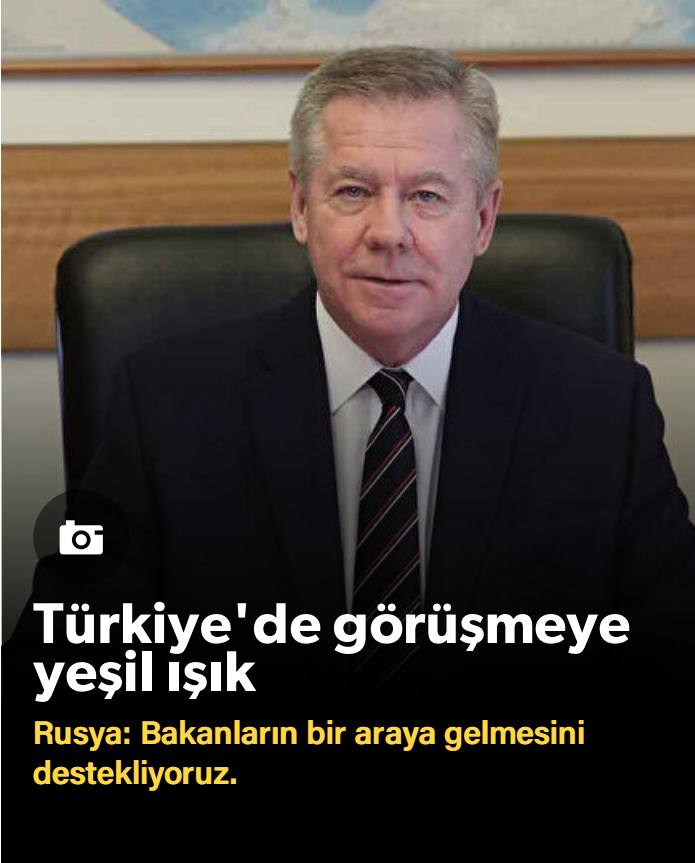 Türkiye'de görüşmeye
yeşil ışık
Rusya: Bakanların bir araya gelmesini
destekliyoruz.